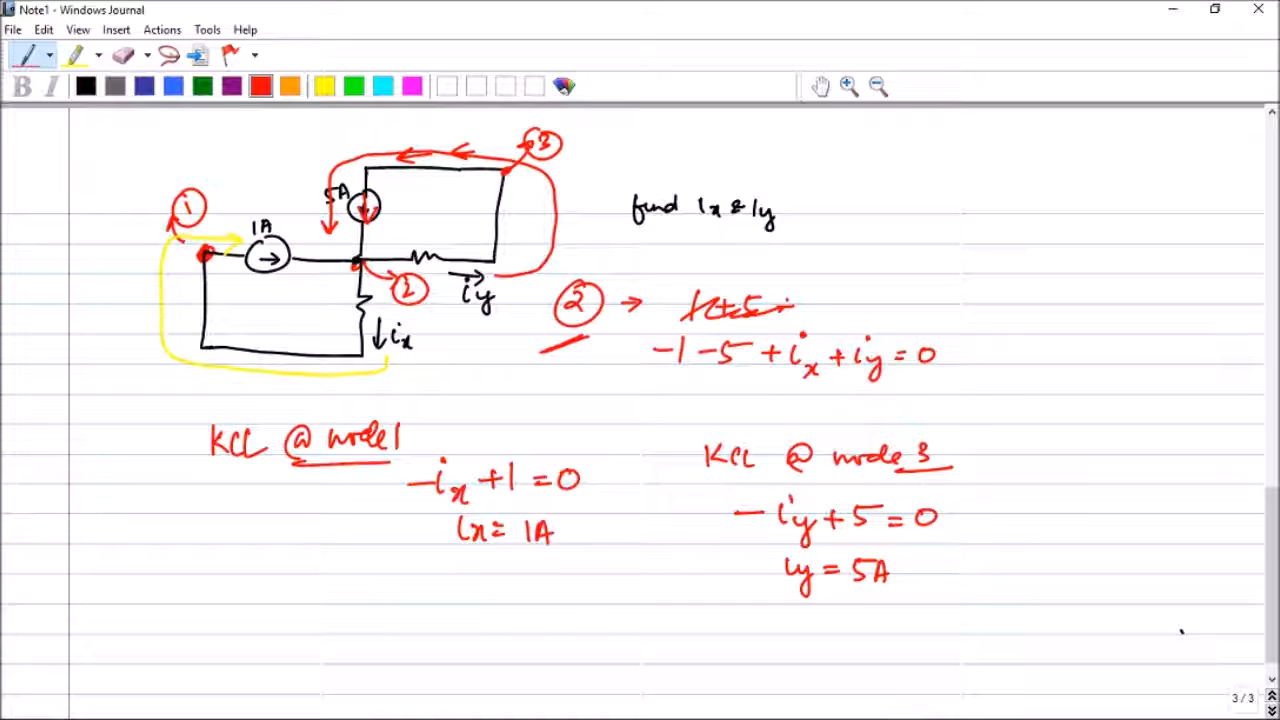 Note1 - Windows Journal
File Edit View Insert Actions Tools Help
B I
3
5A
find ix & iy
1
1A
2
iy
2 → 1+5-
ix
-1-5+ix+iy=0
KCL @ node 1
KCL @ node 3
-ix+1=0
-iy+5=0
ix= 1A
iy= 5A
3 / 3